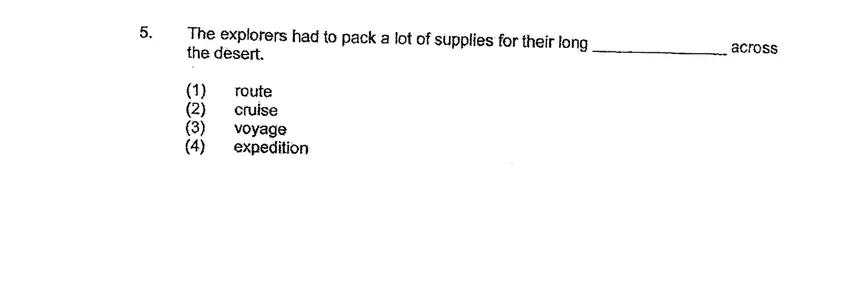 5. The explorers had to pack a lot of supplies for their long ______________ across
the desert.
(1) route
(2) cruise
(3) voyage
(4) expedition